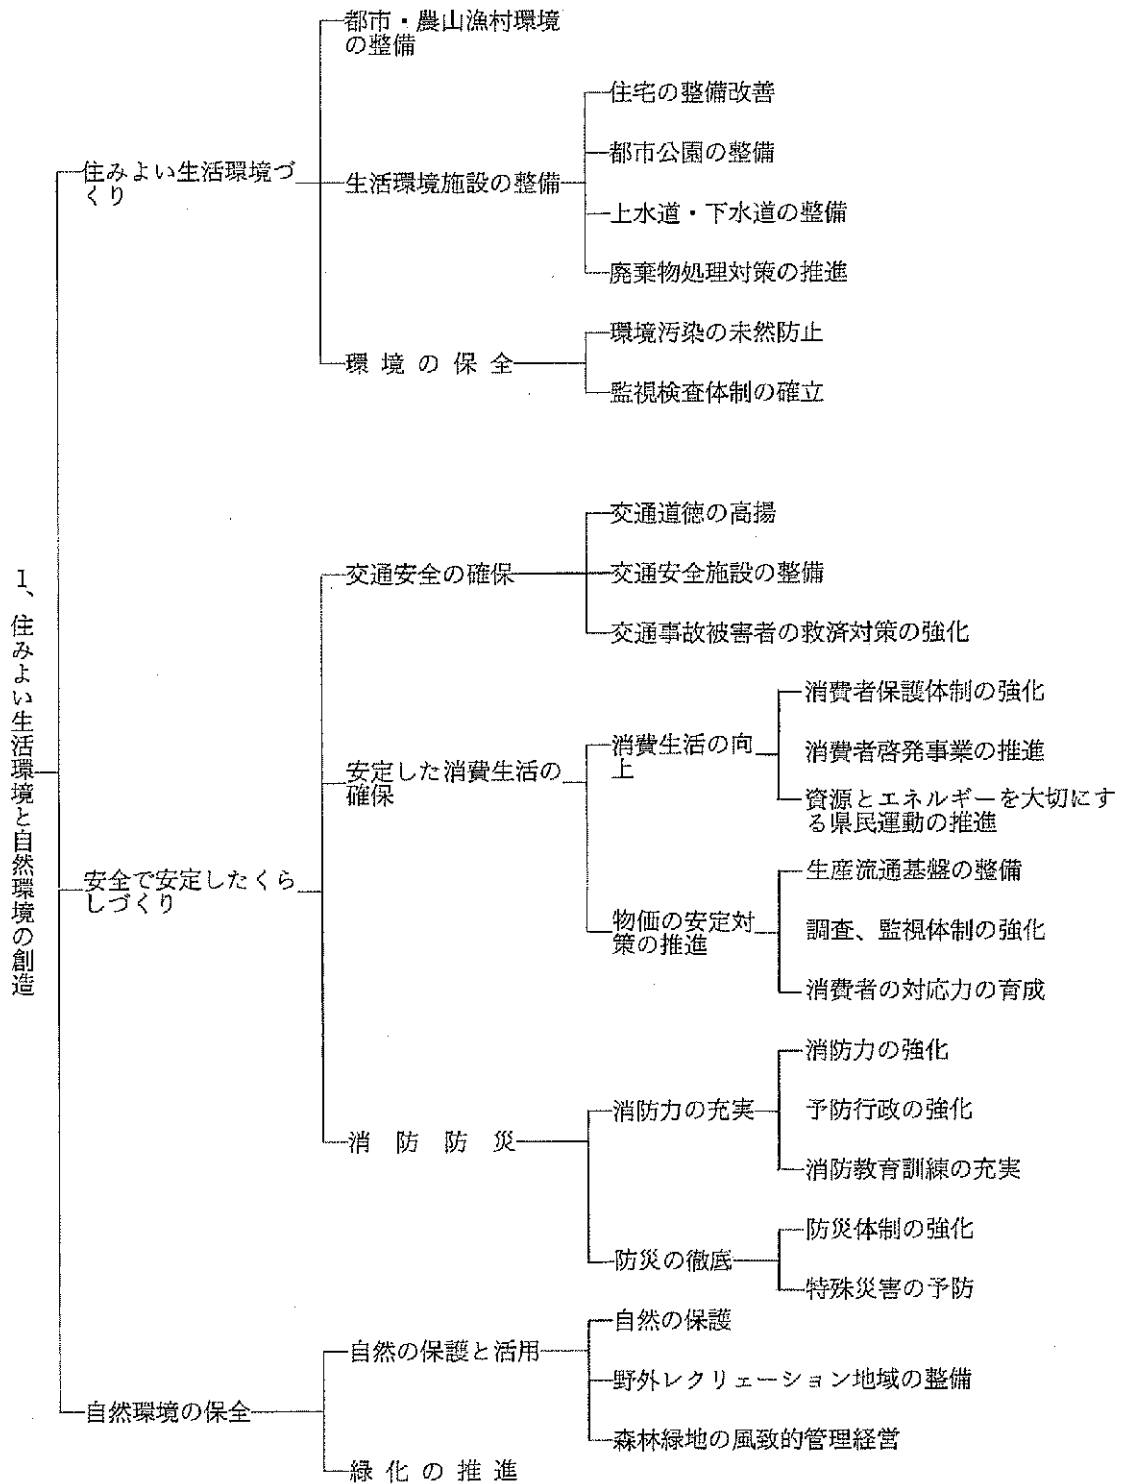 1、住みよい生活環境と自然環境の創造
住みよい生活環境づ
くり
都市・農山漁村環境
の整備
生活環境施設の整備
住宅の整備改善
都市公園の整備
上水道・下水道の整備
廃棄物処理対策の推進
環境の保全
環境汚染の未然防止
監視検査体制の確立
安全で安定したくら
しづくり
交通安全の確保
交通道徳の高揚
交通安全施設の整備
交通事故被害者の救済対策の強化
安定した消費生活の
確保
消費生活の向
上
消費者保護体制の強化
消費者啓発事業の推進
資源とエネルギーを大切にす
る県民運動の推進
物価の安定対
策の推進
生産流通基盤の整備
調査、監視体制の強化
消費者の対応力の育成
消防防災
消防力の充実
消防力の強化
予防行政の強化
消防教育訓練の充実
防災の徹底
防災体制の強化
特殊災害の予防
自然環境の保全
自然の保護と活用
自然の保護
野外レクリェーション地域の整備
森林緑地の風致的管理経営
緑化の推進